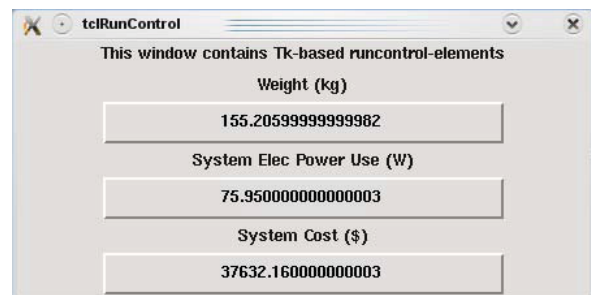 tclRunControl
This window contains Tk-based runcontrol-elements
Weight (kg)
155.20599999999982
System Elec Power Use (W)
75.950000000000003
System Cost ($)
37632.160000000003